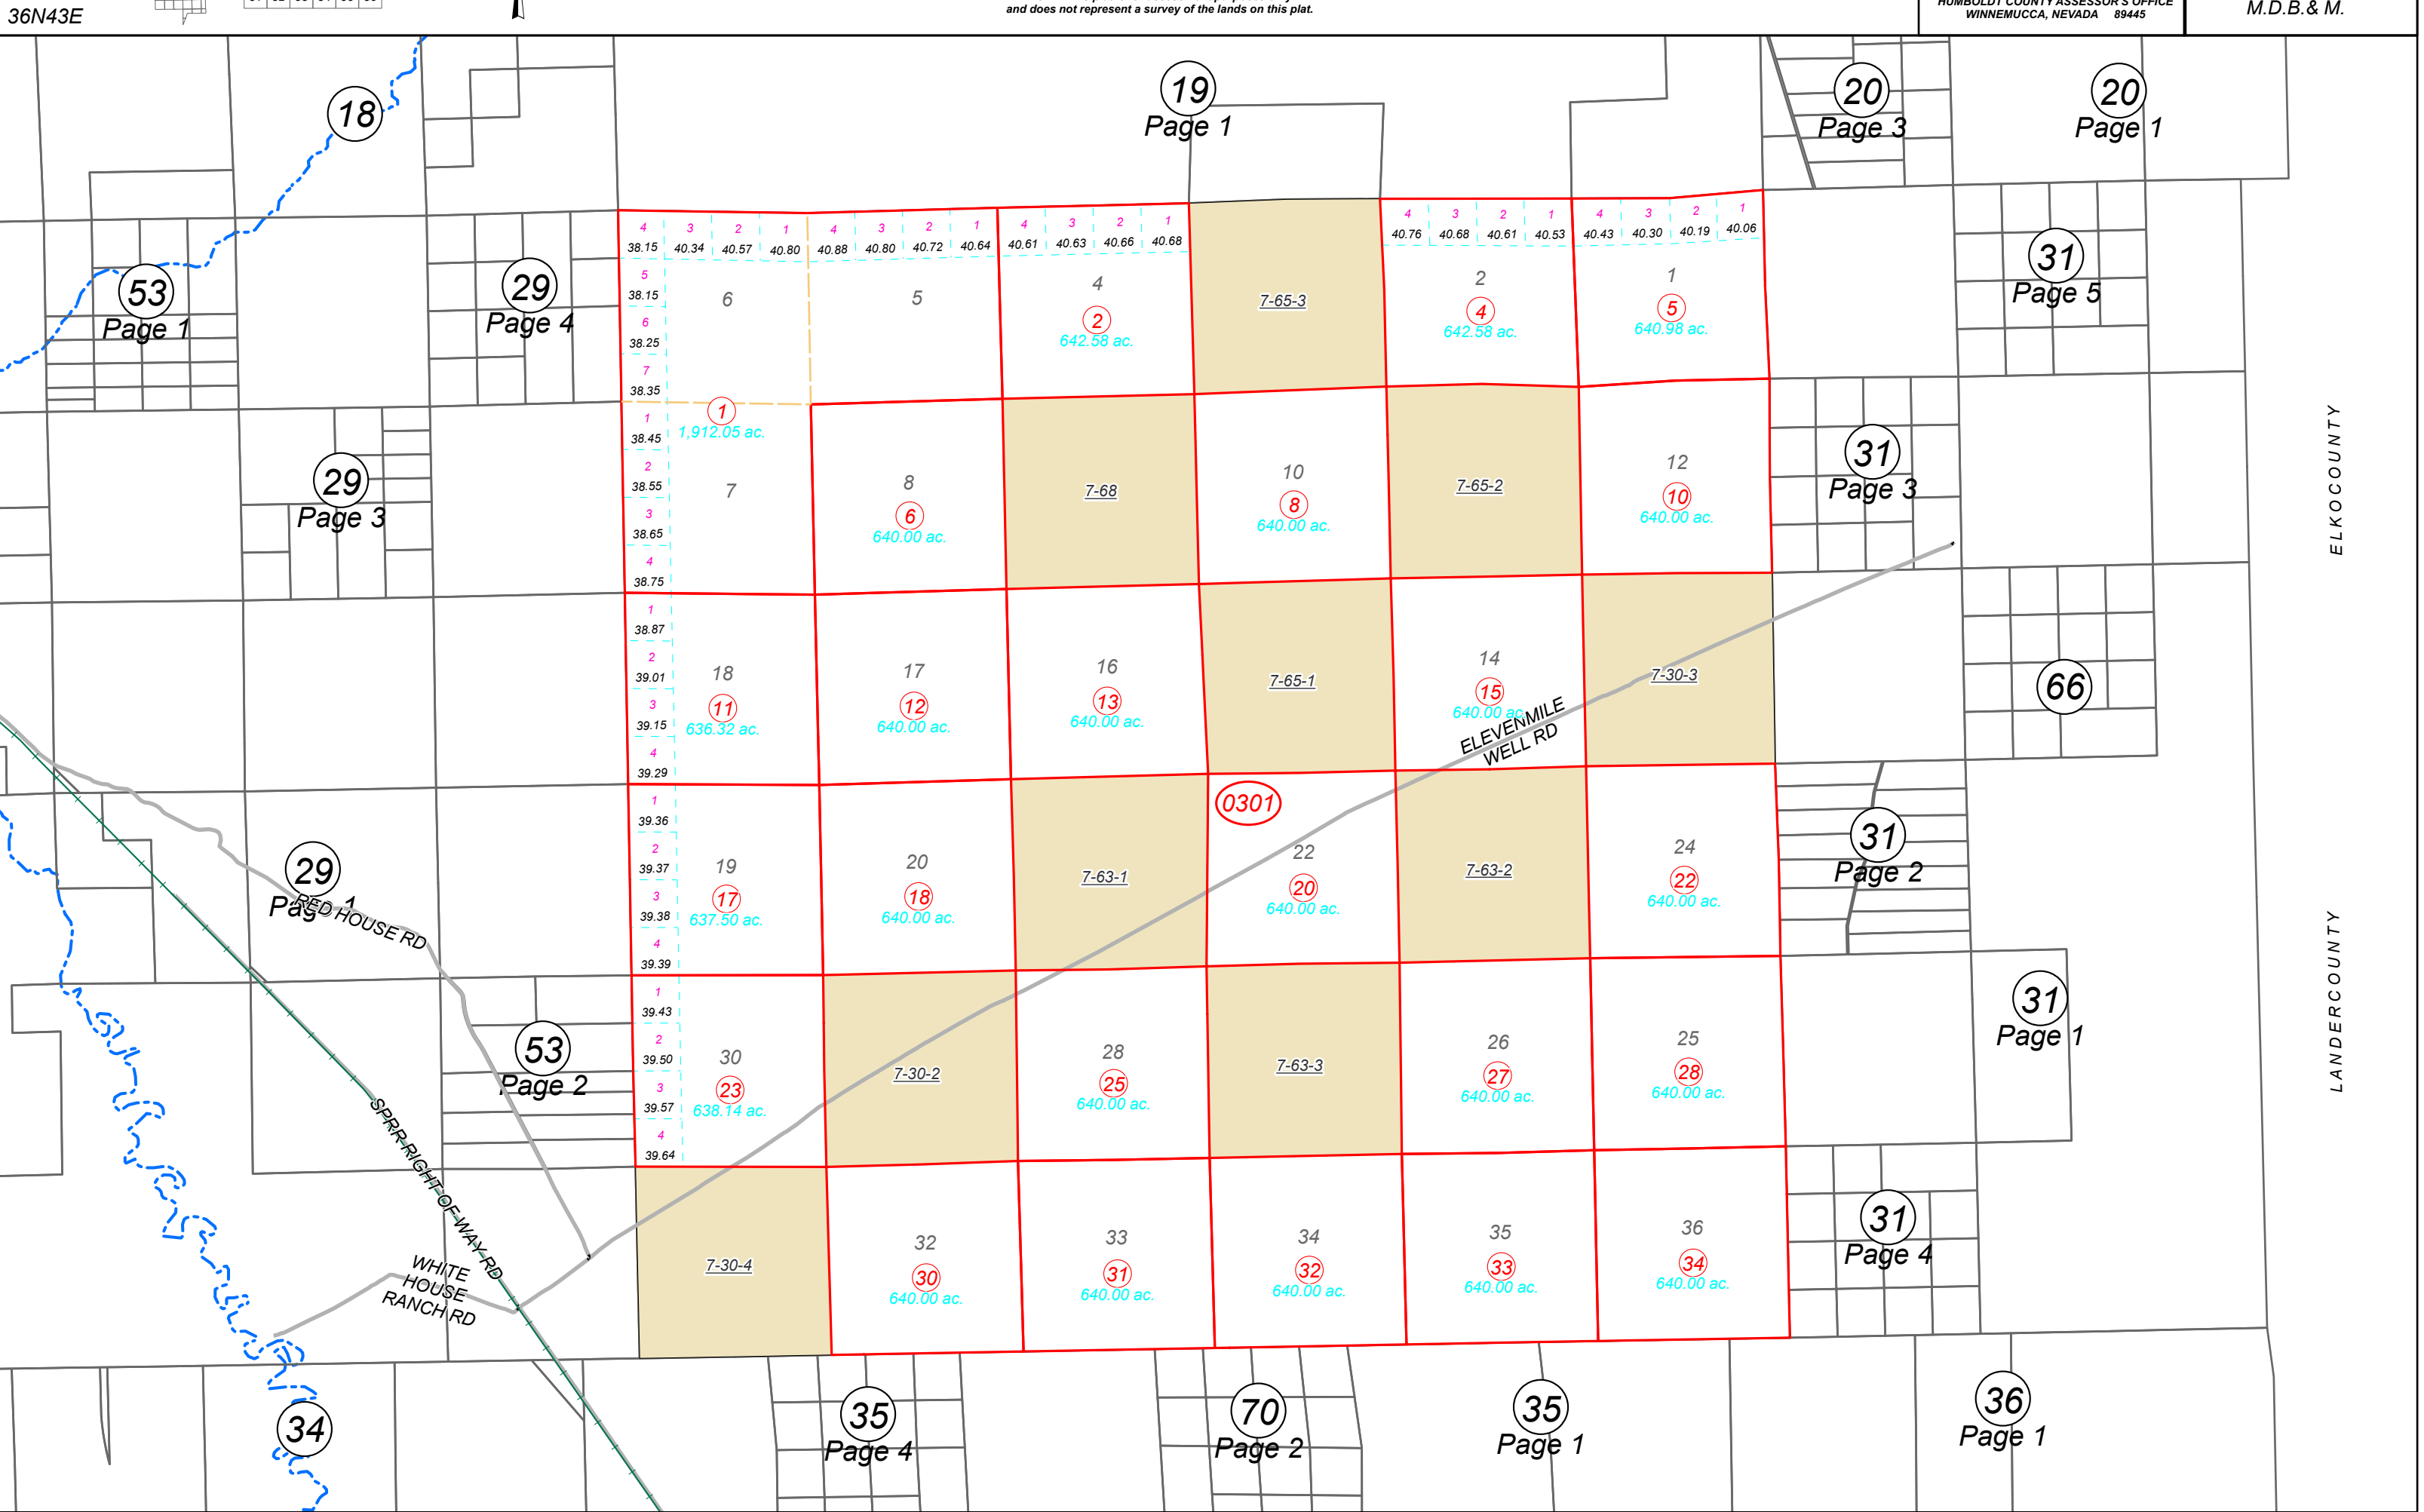 36N43E
and does not represent a survey of the lands on this plat.
HUMBOLDT COUNTY ASSESSOR'S OFFICE
WINNEMUCCA, NEVADA 89445
M.D.B.& M.
18
19
Page 1
20
Page 3
20
Page 1
53
Page 1
29
Page 4
4 3 2 1 4 3 2 1 4 3 2 1
38.15 40.34 40.57 40.80 40.88 40.80 40.72 40.64 40.61 40.63 40.66 40.68
4 3 2 1 4 3 2 1
40.76 40.68 40.61 40.53 40.43 40.30 40.19 40.06
5
38.15
6
38.25
7
38.35
6
5
4
2
642.58 ac.
7-65-3
2
4
642.58 ac.
1
5
640.98 ac.
31
Page 5
1
1,912.05 ac.
29
Page 3
1
38.45
2
38.55
3
38.65
4
38.75
7
8
6
640.00 ac.
7-68
10
8
640.00 ac.
7-65-2
12
10
640.00 ac.
31
Page 3
ELKOCOUNTY
1
38.87
2
39.01
3
39.15
4
39.29
18
11
636.32 ac.
17
12
640.00 ac.
16
13
640.00 ac.
7-65-1
14
15
640.00 ac.
ELEVENMILE
WELL RD
7-30-3
66
0301
29
Page 1
RED HOUSE RD
1
39.36
2
39.37
3
39.38
4
39.39
19
17
637.50 ac.
20
18
640.00 ac.
7-63-1
22
20
640.00 ac.
7-63-2
24
22
640.00 ac.
31
Page 2
53
Page 2
1
39.43
2
39.50
3
39.57
4
39.64
30
23
638.14 ac.
7-30-2
28
25
640.00 ac.
7-63-3
26
27
640.00 ac.
25
28
640.00 ac.
31
Page 1
LANDERCOUNTY
SPRR-RIGHT-OF-WAY RD
WHITE
HOUSE
RANCH RD
7-30-4
32
30
640.00 ac.
33
31
640.00 ac.
34
32
640.00 ac.
35
33
640.00 ac.
36
34
640.00 ac.
31
Page 4
34
35
Page 4
70
Page 2
35
Page 1
36
Page 1